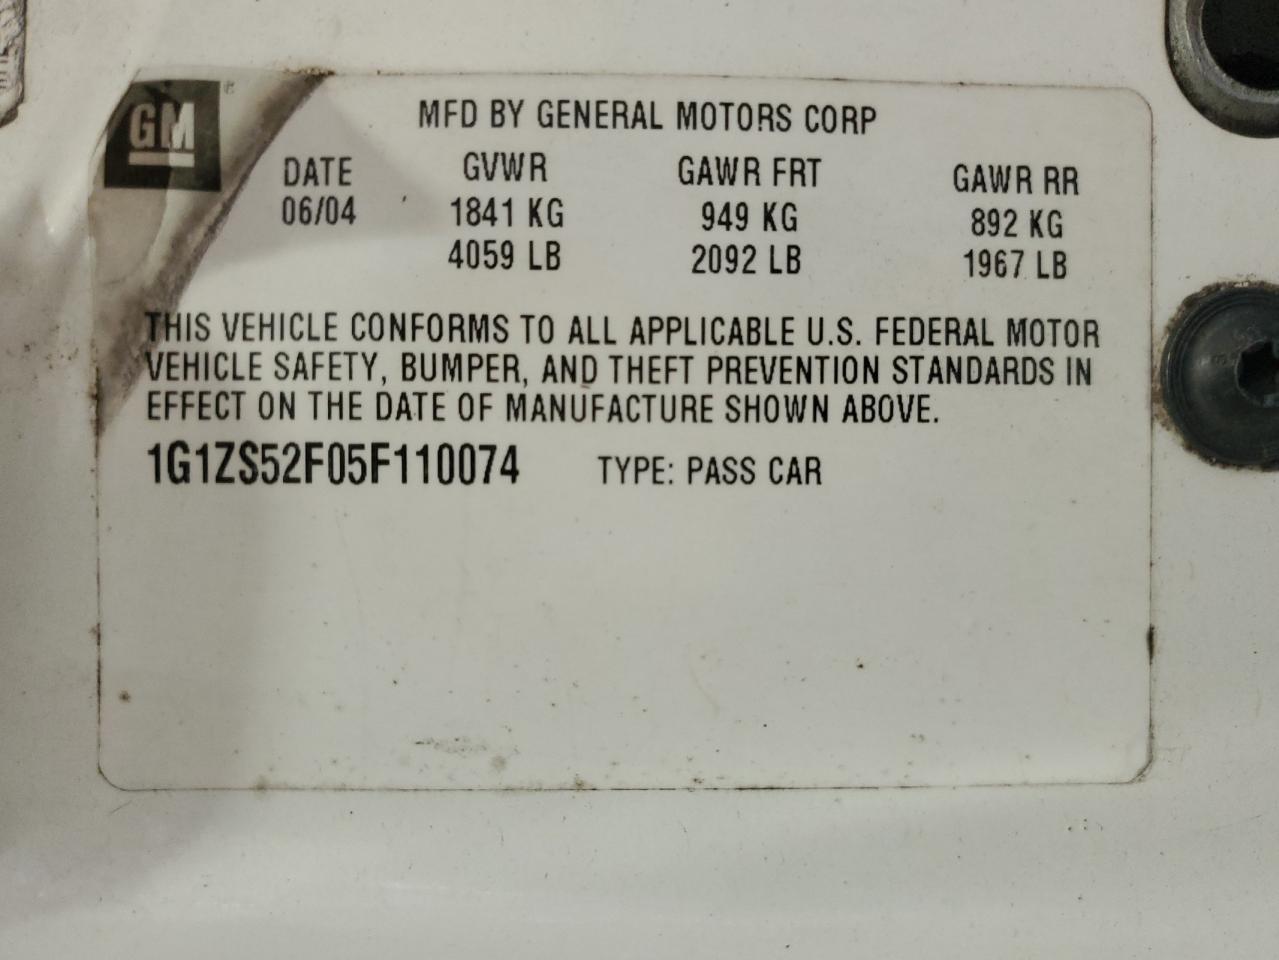 GM
MFD BY GENERAL MOTORS CORP
DATE GVWR GAWR FRT GAWR RR
06/04 1841 KG 949 KG 892 KG
4059 LB 2092 LB 1967 LB
THIS VEHICLE CONFORMS TO ALL APPLICABLE U.S. FEDERAL MOTOR
VEHICLE SAFETY, BUMPER, AND THEFT PREVENTION STANDARDS IN
EFFECT ON THE DATE OF MANUFACTURE SHOWN ABOVE.
1G1ZS52F05F110074 TYPE: PASS CAR